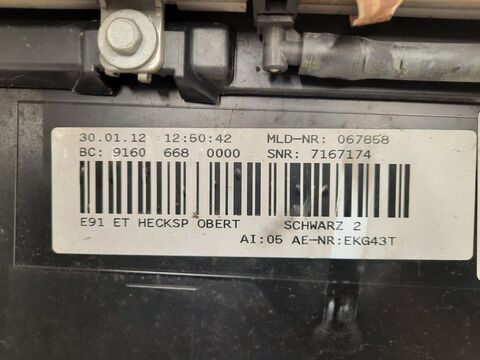 30.01.12 12:50:42 MLD-NR: 067858
BC: 9160 668 0000 SNR: 7167174
E91 ET HECKSP OBERT SCHWARZ 2
AI:05 AE-NR:EKG43T